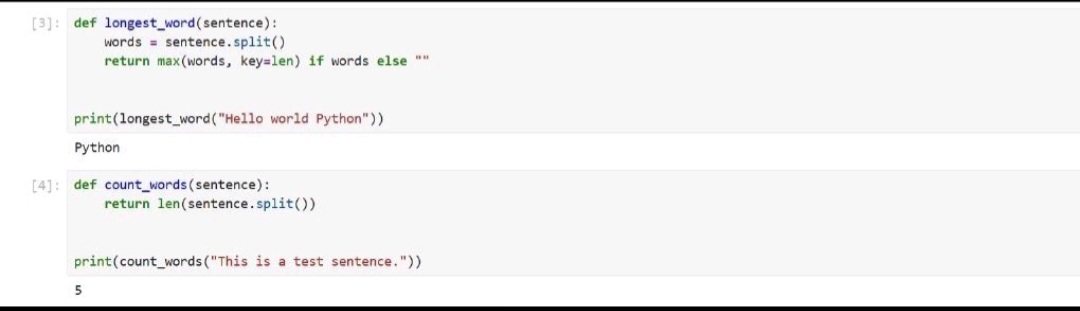 [3]: def longest_word(sentence):
    words = sentence.split()
    return max(words, key=len) if words else ""
print(longest_word("Hello world Python"))
Python
[4]: def count_words(sentence):
    return len(sentence.split())
print(count_words("This is a test sentence."))
5